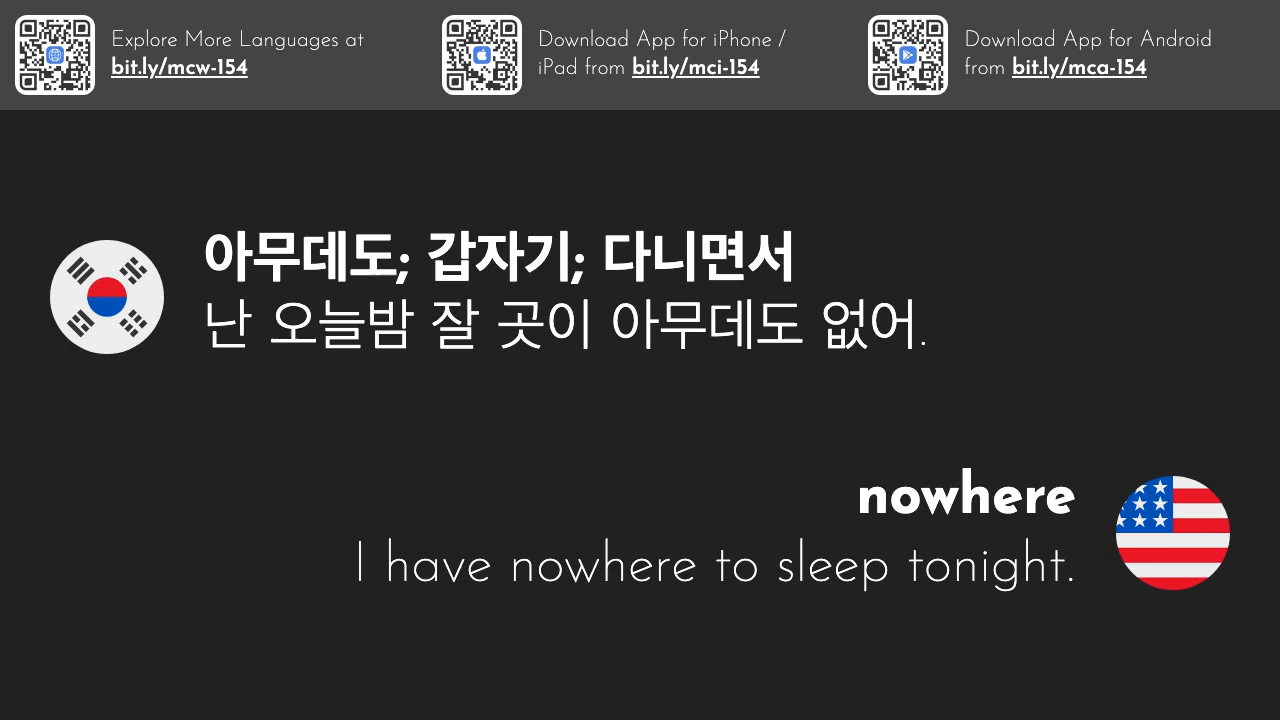 Explore More Languages at
bit.ly/mcw-154
Download App for iPhone /
iPad from bit.ly/mci-154
Download App for Android
from bit.ly/mca-154
아무데도; 갑자기; 다니면서
난 오늘밤 잘 곳이 아무데도 없어.
nowhere
I have nowhere to sleep tonight.